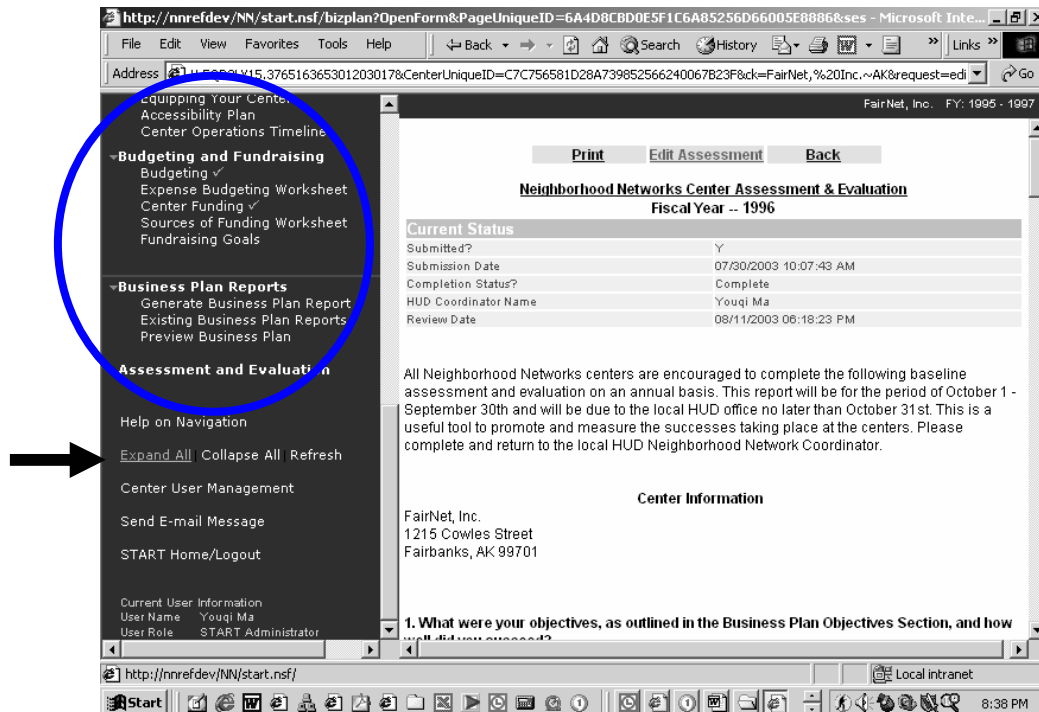 http://nnrefdev/NN/start.nsf/bizplan?OpenForm&PageUniqueID=6A4D8CBD0E5F1C6A85256D66005E8886&ses - Microsoft Inte...
File Edit View Favorites Tools Help Back Search History Links »
Address 15.376516365301203017&CenterUniqueID=C7C756581D28A739852566240067B23F&ck=FairNet,%20Inc.~AK&request=edi Go
FairNet, Inc. FY: 1995 - 1997
Equipping Your Center
Accessibility Plan
Center Operations Timeline
Budgeting and Fundraising
Budgeting ✓
Expense Budgeting Worksheet
Center Funding ✓
Sources of Funding Worksheet
Fundraising Goals
Business Plan Reports
Generate Business Plan Report
Existing Business Plan Reports
Preview Business Plan
Assessment and Evaluation
Help on Navigation
Expand All | Collapse All | Refresh
Center User Management
Send E-mail Message
START Home/Logout
Current User Information
User Name Youqi Ma
User Role START Administrator
Print Edit Assessment Back
Neighborhood Networks Center Assessment & Evaluation
Fiscal Year -- 1996
Current Status
Submitted? Y
Submission Date 07/30/2003 10:07:43 AM
Completion Status? Complete
HUD Coordinator Name Youqi Ma
Review Date 08/11/2003 06:18:23 PM
All Neighborhood Networks centers are encouraged to complete the following baseline
assessment and evaluation on an annual basis. This report will be for the period of October 1 -
September 30th and will be due to the local HUD office no later than October 31st. This is a
useful tool to promote and measure the successes taking place at the centers. Please
complete and return to the local HUD Neighborhood Network Coordinator.
Center Information
FairNet, Inc.
1215 Cowles Street
Fairbanks, AK 99701
1. What were your objectives, as outlined in the Business Plan Objectives Section, and how
well did you succeed?
http://nnrefdev/NN/start.nsf/ Local intranet
Start 8:38 PM